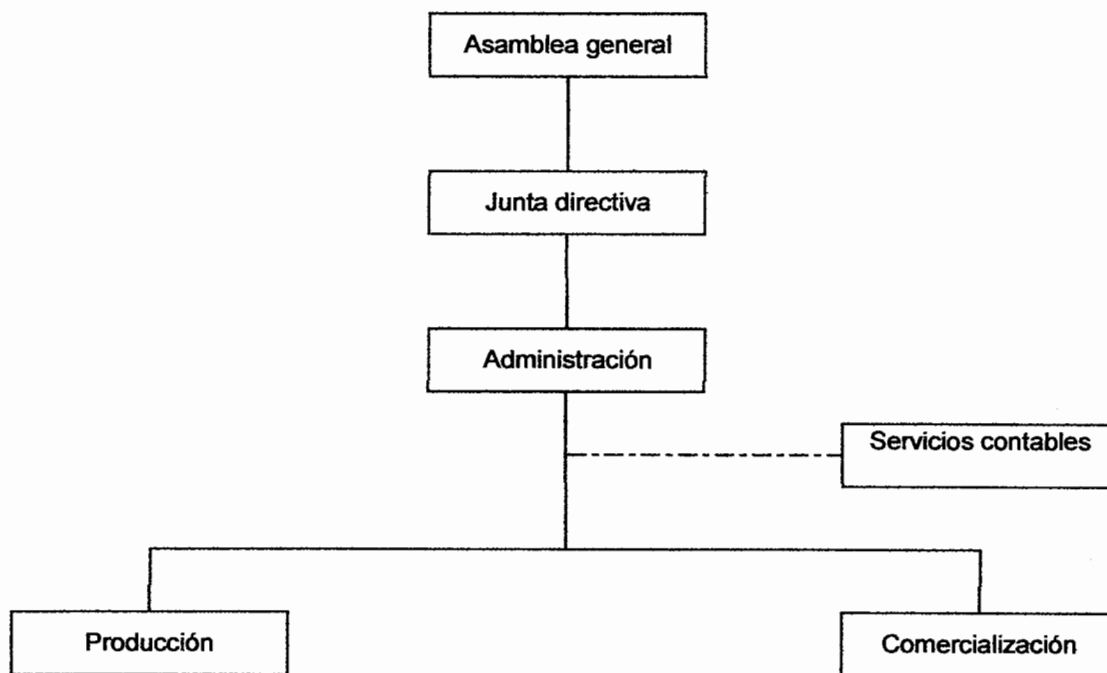 Asamblea general
Junta directiva
Administración
Servicios contables
Producción
Comercialización